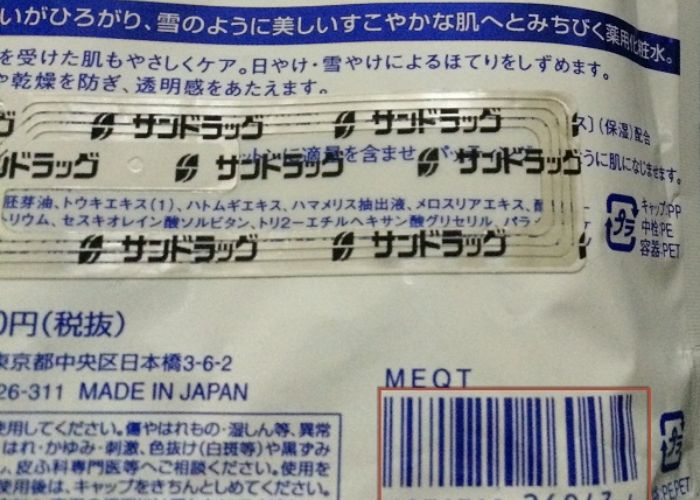 いがひろがり、雪のように美しいすこやかな肌へとみちびく薬用化粧水。
を受けた肌もやさしくケア。日やけ・雪やけによるほてりをしずめます。
乾燥を防ぎ、透明感をあたえます。
サンドラッグ サンドラッグ
ス〕(保湿)配合
ドラッグ サンドラッグ サンドラッグ
に適量を含ませ、
うに肌になじませます。
胚芽油、トウキエキス(1)、ハトムギエキス、ハマメリス抽出液、メロスリアエキス、
リウム、セスキオレイン酸ソルビタン、トリ2ーエチルヘキサン酸グリセリル、パラ
サンドラッグ サンドラッグ
プラ
キャップ:PP
中栓:PE
容器:PET
0円(税抜)
東京都中央区日本橋3-6-2
26-311 MADE IN JAPAN
MEQT
使用してください。傷やはれもの・湿しん等、異常
はれ・かゆみ・刺激、色抜け(白斑等)や黒ずみ
皮ふ科専門医等へご相談ください。使用を
使用後は、キャップをきちんとしめてください。